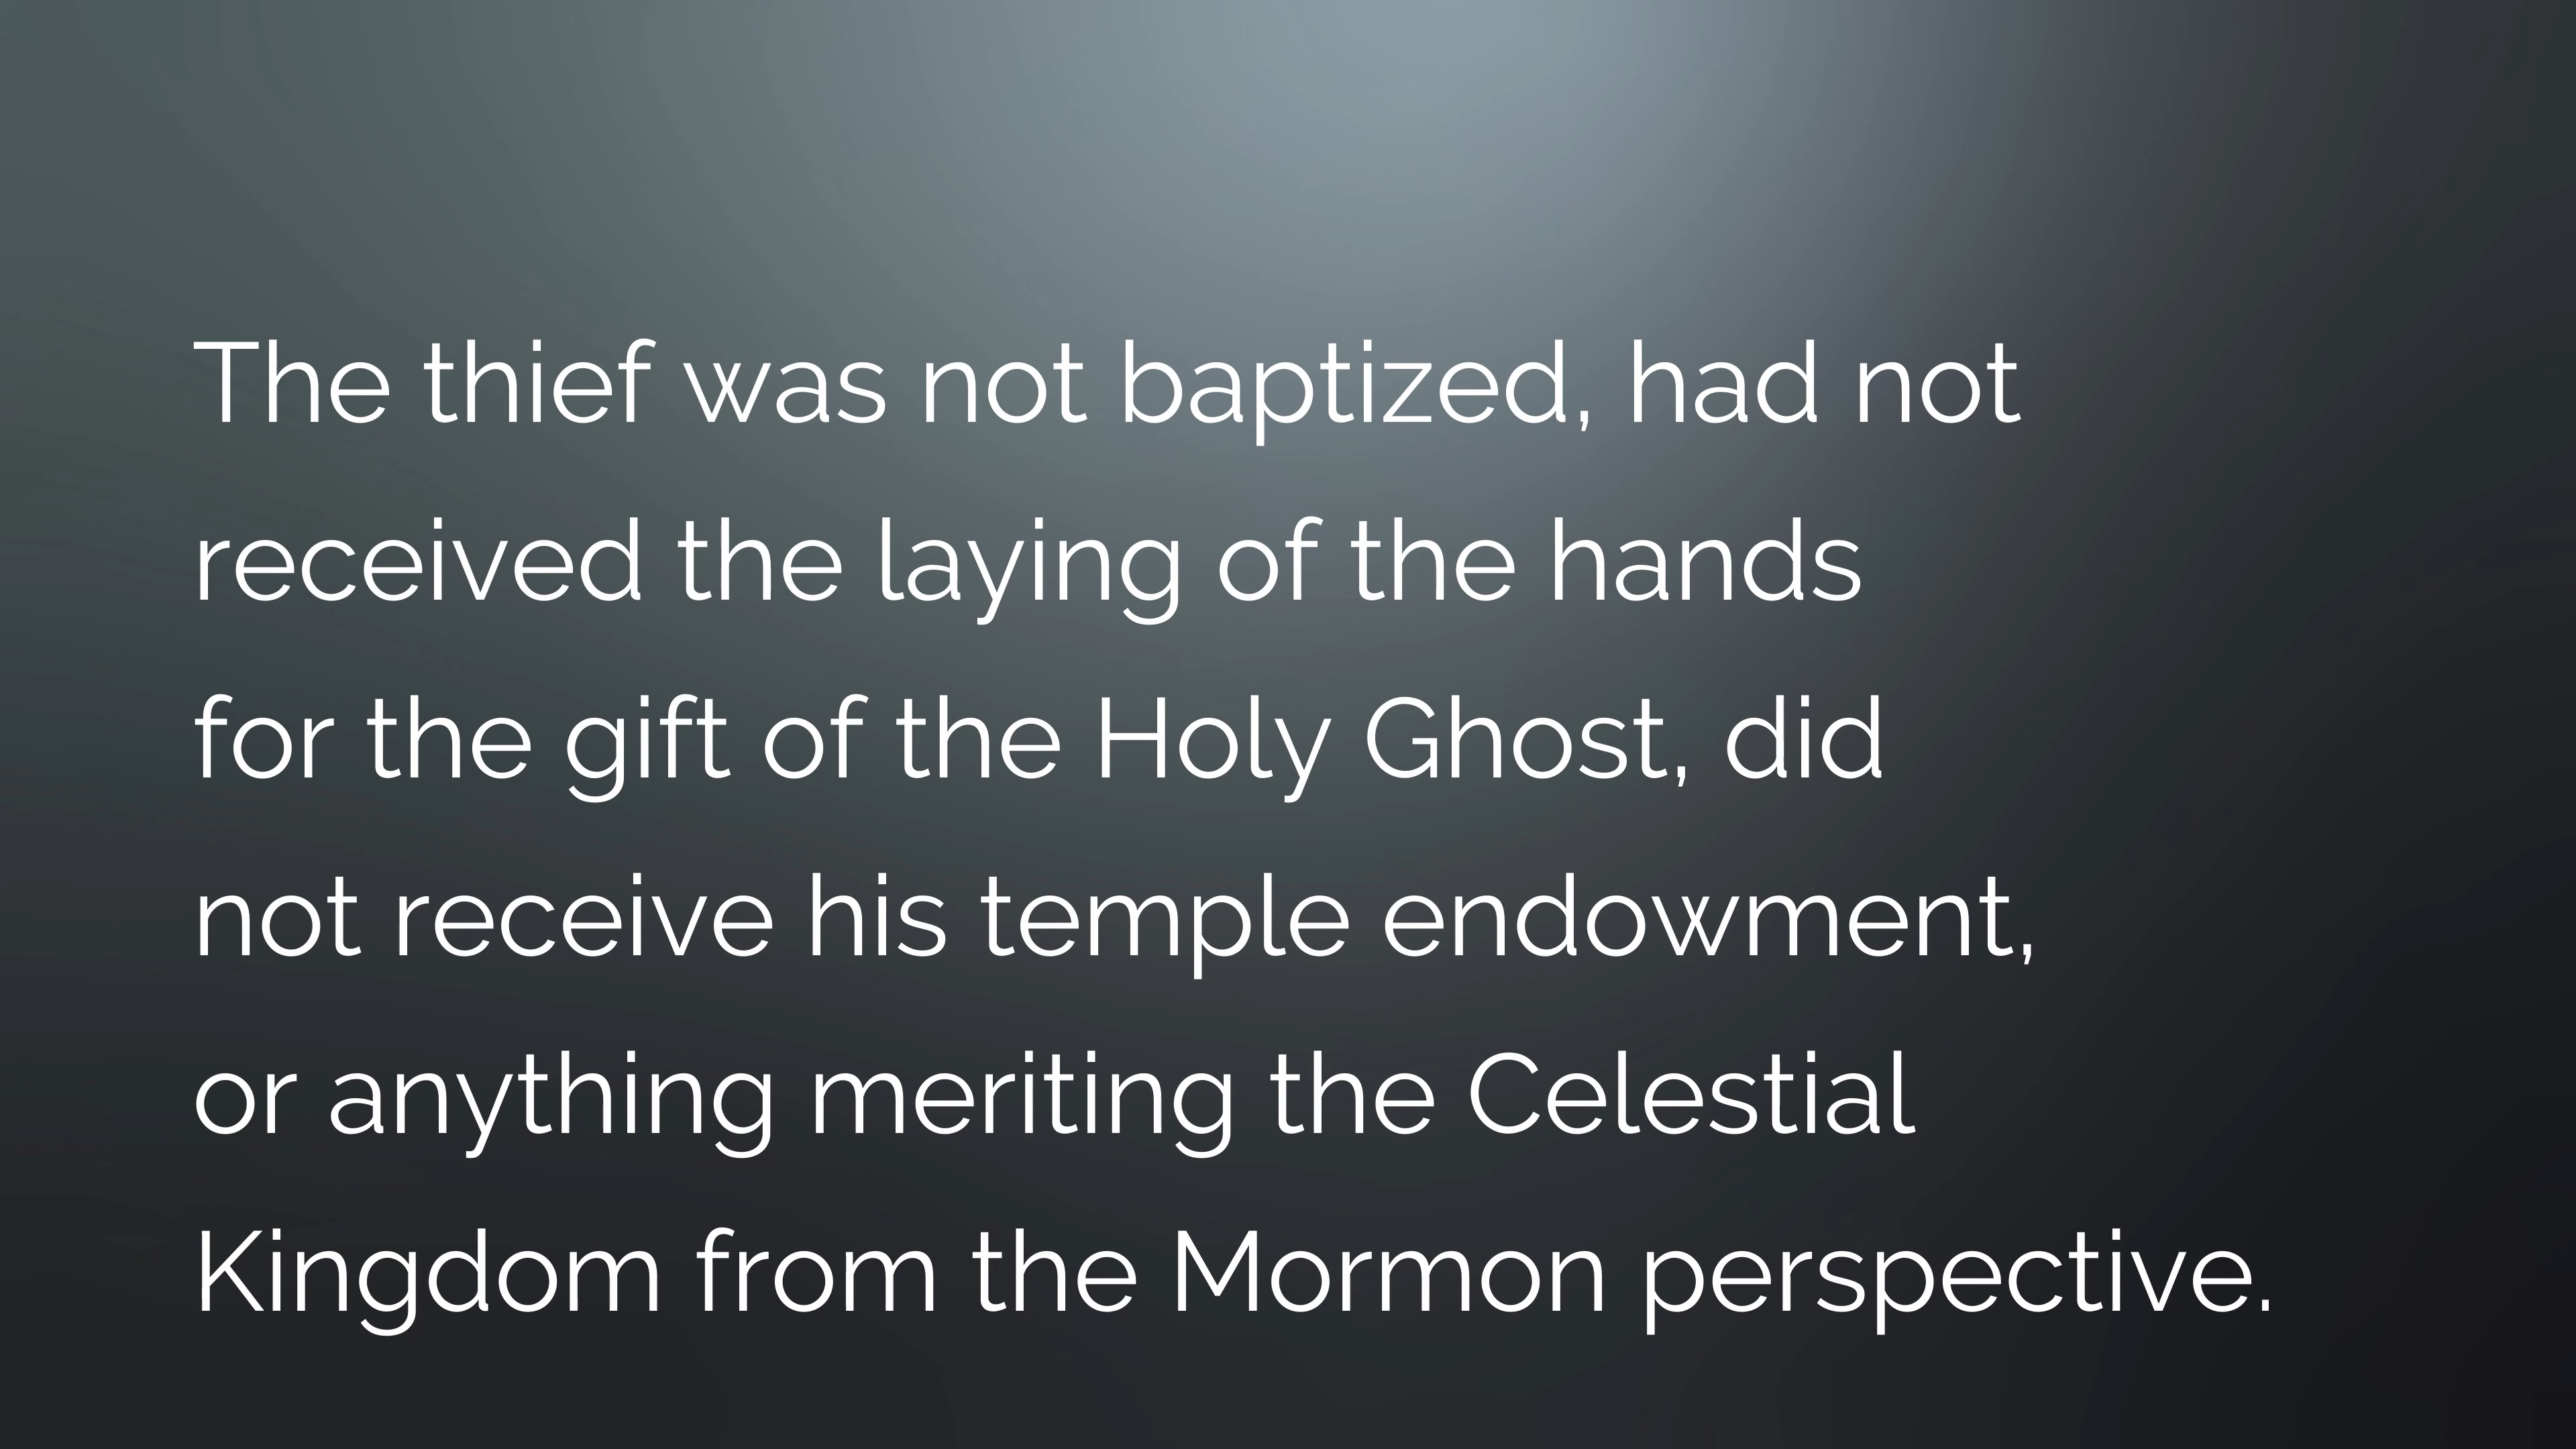 The thief was not baptized, had not
received the laying of the hands
for the gift of the Holy Ghost, did
not receive his temple endowment,
or anything meriting the Celestial
Kingdom from the Mormon perspective.